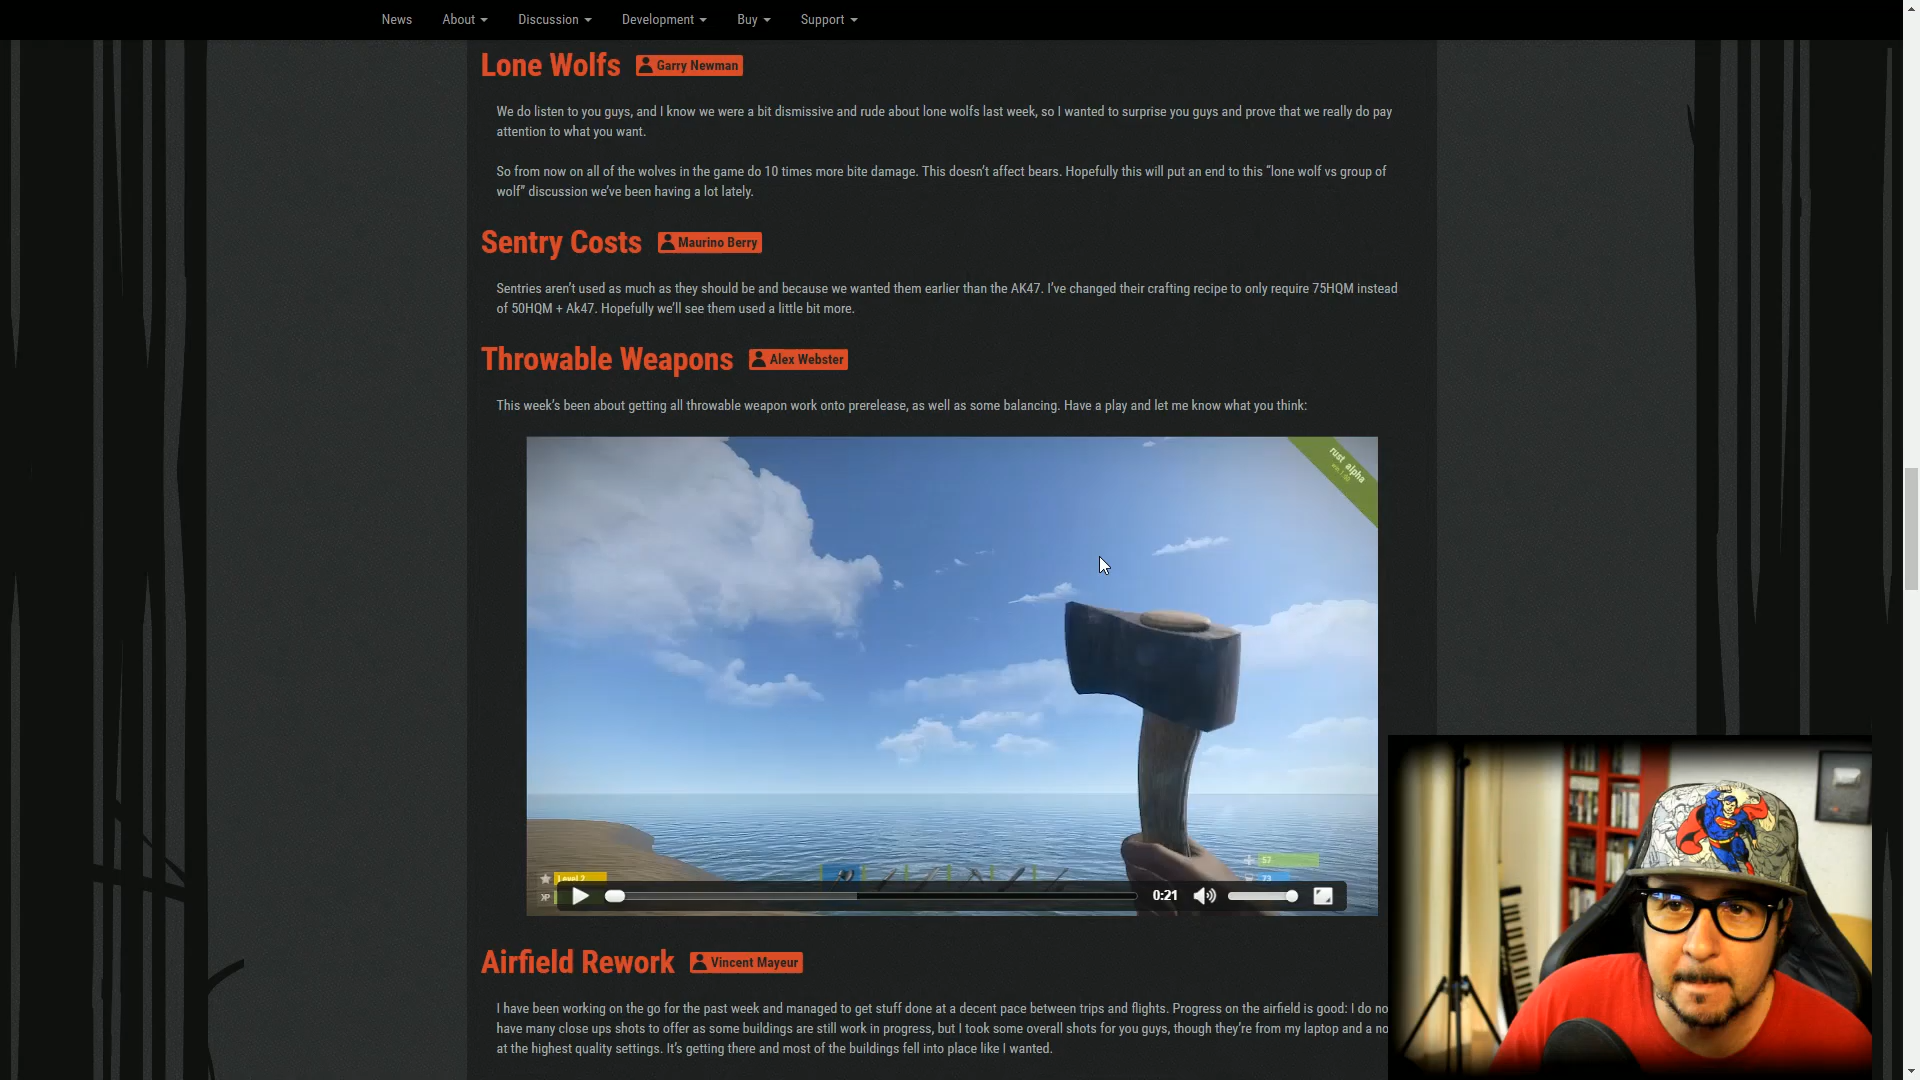 News About Discussion Development Buy Support
Lone Wolfs Garry Newman
We do listen to you guys, and I know we were a bit dismissive and rude about lone wolfs last week, so I wanted to surprise you guys and prove that we really do pay
attention to what you want.
So from now on all of the wolves in the game do 10 times more bite damage. This doesn’t affect bears. Hopefully this will put an end to this “lone wolf vs group of
wolf” discussion we’ve been having a lot lately.
Sentry Costs Maurino Berry
Sentries aren’t used as much as they should be and because we wanted them earlier than the AK47. I’ve changed their crafting recipe to only require 75HQM instead
of 50HQM + Ak47. Hopefully we’ll see them used a little bit more.
Throwable Weapons Alex Webster
This week’s been about getting all throwable weapon work onto prerelease, as well as some balancing. Have a play and let me know what you think:
rust alpha
57
Level 2
73
XP
0:21
Airfield Rework Vincent Mayeur
I have been working on the go for the past week and managed to get stuff done at a decent pace between trips and flights. Progress on the airfield is good: I do no
have many close ups shots to offer as some buildings are still work in progress, but I took some overall shots for you guys, though they’re from my laptop and a no
at the highest quality settings. It’s getting there and most of the buildings fell into place like I wanted.